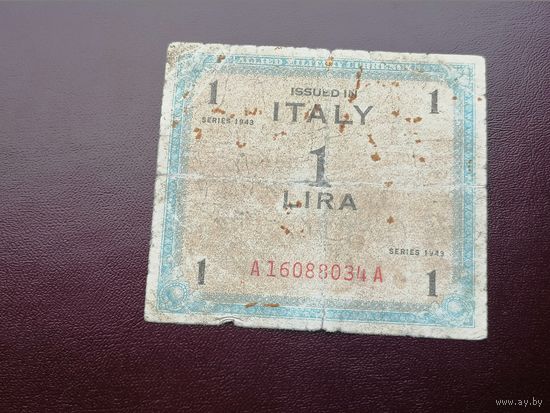 ALLIED MILITARY CURRENCY
ISSUED IN
1 ITALY 1
SERIES 1943
1
LIRA
SERIES 1943
1 A16088034A 1
www.ay.by